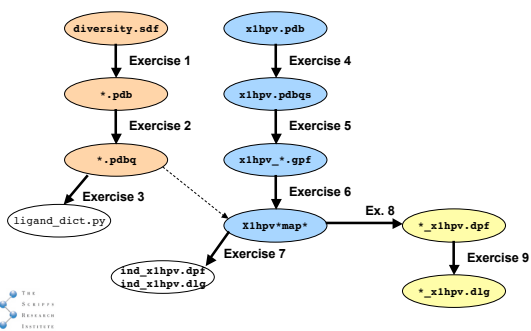 diversity.sdf
x1hpv.pdb
Exercise 1
Exercise 4
*.pdb
x1hpv.pdbqs
Exercise 2
Exercise 5
*.pdbq
x1hpv_*.gpf
Exercise 3
Exercise 6
Ex. 8
ligand_dict.py
X1hpv*map*
*_x1hpv.dpf
Exercise 7
Exercise 9
ind_x1hpv.dpf
ind_x1hpv.dlg
*_x1hpv.dlg
THE
SCRIPPS
RESEARCH
INSTITUTE